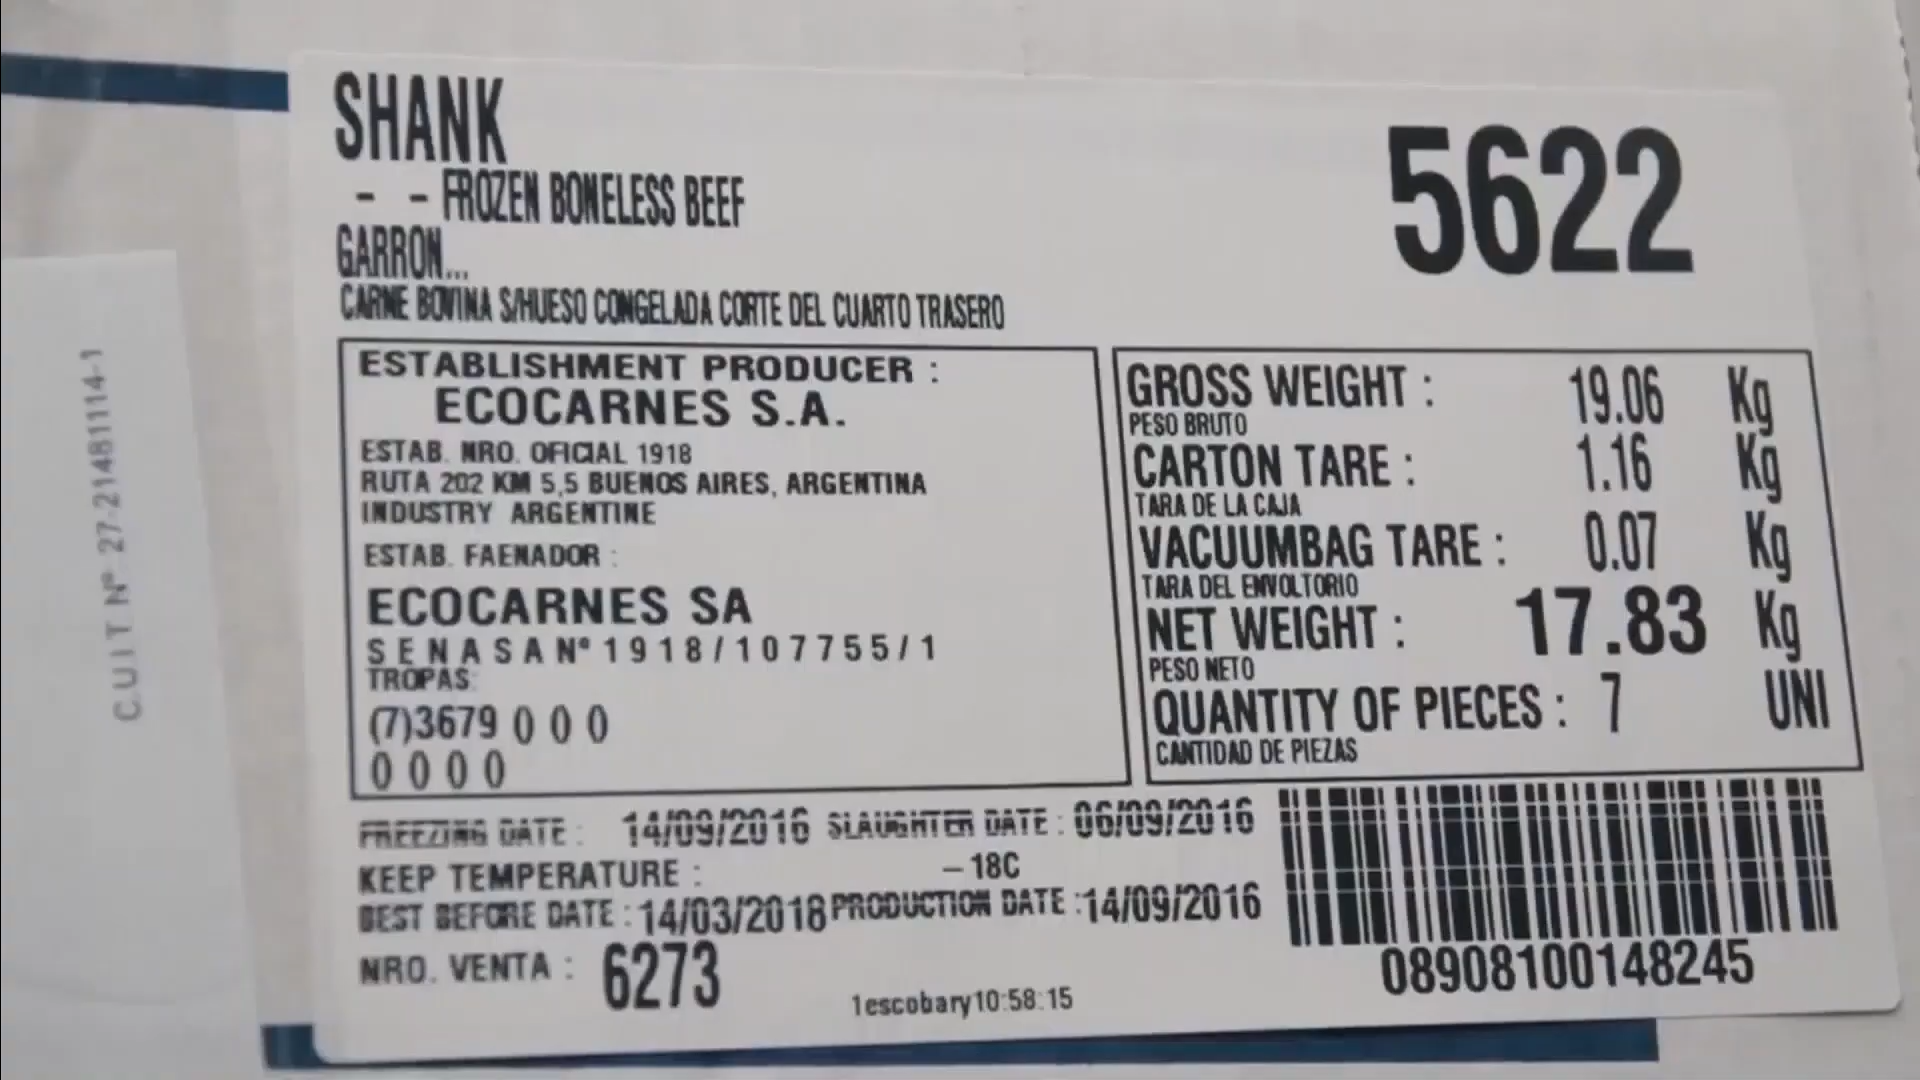 SHANK
- - FROZEN BONELESS BEEF
GARRON...
CARNE BOVINA S/HUESO CONGELADA CORTE DEL CUARTO TRASERO
5622
ESTABLISHMENT PRODUCER :
ECOCARNES S.A.
ESTAB. NRO. OFICIAL 1918
RUTA 202 KM 5,5 BUENOS AIRES, ARGENTINA
INDUSTRY ARGENTINE
ESTAB. FAENADOR :
ECOCARNES SA
SENASA Nº 1918/107755/1
TROPAS:
(7)3679 0 0 0
0 0 0 0
GROSS WEIGHT : 19.06 Kg
PESO BRUTO
CARTON TARE : 1.16 Kg
TARA DE LA CAJA
VACUUMBAG TARE : 0.07 Kg
TARA DEL ENVOLTORIO
NET WEIGHT : 17.83 Kg
PESO NETO
QUANTITY OF PIECES : 7 UNI
CANTIDAD DE PIEZAS
FREEZING DATE : 14/09/2016 SLAUGHTER DATE : 06/09/2016
KEEP TEMPERATURE : -18C
BEST BEFORE DATE : 14/03/2018 PRODUCTION DATE :14/09/2016
NRO. VENTA : 6273
1escobary10:58:15
08908100148245
C.U.I.T Nº 27-21481114-1